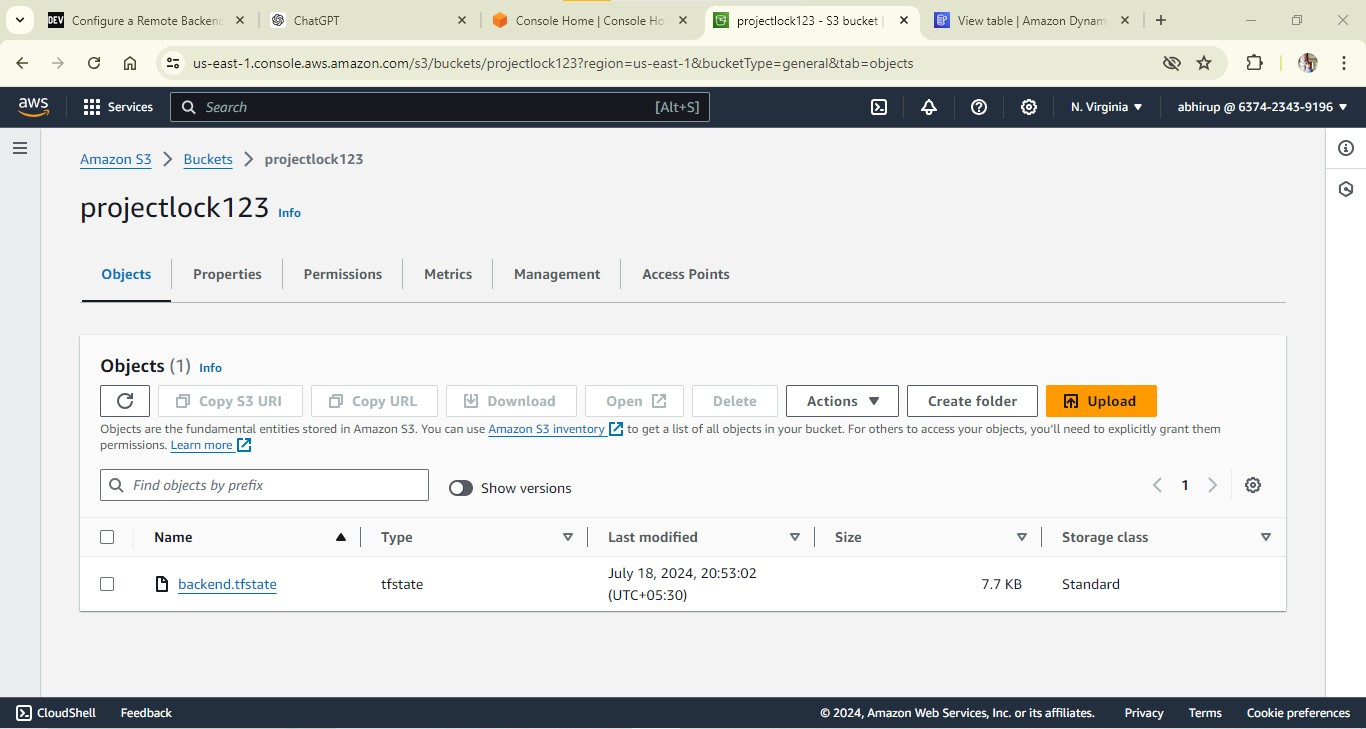 DEV Configure a Remote Backen
ChatGPT
Console Home | Console Ho
projectlock123 - S3 bucket |
View table | Amazon Dynam
us-east-1.console.aws.amazon.com/s3/buckets/projectlock123?region=us-east-1&bucketType=general&tab=objects
aws Services Search [Alt+S] N. Virginia ▼ abhirup @ 6374-2343-9196 ▼
Amazon S3 > Buckets > projectlock123
projectlock123 Info
Objects Properties Permissions Metrics Management Access Points
Objects (1) Info
Copy S3 URI Copy URL Download Open Delete Actions ▼ Create folder Upload
Objects are the fundamental entities stored in Amazon S3. You can use Amazon S3 inventory to get a list of all objects in your bucket. For others to access your objects, you'll need to explicitly grant them
permissions. Learn more
Find objects by prefix Show versions < 1 >
Name ▲ Type Last modified Size Storage class
backend.tfstate tfstate July 18, 2024, 20:53:02 7.7 KB Standard
(UTC+05:30)
CloudShell Feedback © 2024, Amazon Web Services, Inc. or its affiliates. Privacy Terms Cookie preferences